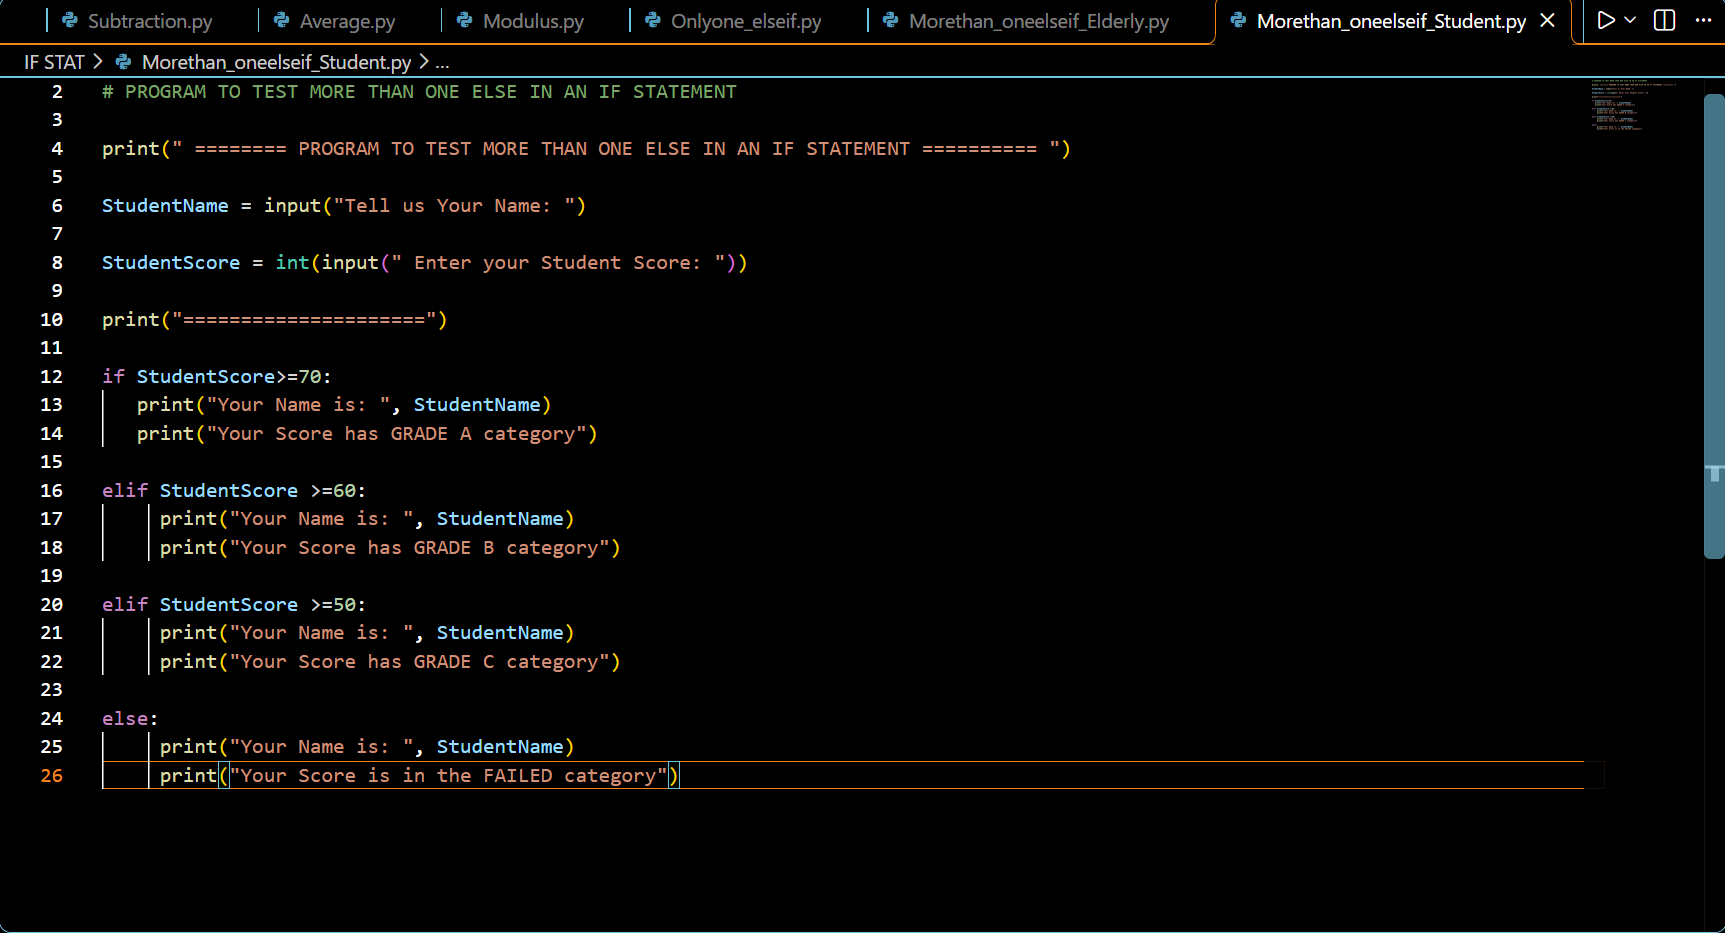 Subtraction.py Average.py Modulus.py Onlyone_elseif.py Morethan_oneelseif_Elderly.py Morethan_oneelseif_Student.py
IF STAT > Morethan_oneelseif_Student.py > ...
2 # PROGRAM TO TEST MORE THAN ONE ELSE IN AN IF STATEMENT
3
4 print(" ======== PROGRAM TO TEST MORE THAN ONE ELSE IN AN IF STATEMENT ========== ")
5
6 StudentName = input("Tell us Your Name: ")
7
8 StudentScore = int(input(" Enter your Student Score: "))
9
10 print("=====================")
11
12 if StudentScore>=70:
13    print("Your Name is: ", StudentName)
14    print("Your Score has GRADE A category")
15
16 elif StudentScore >=60:
17      print("Your Name is: ", StudentName)
18      print("Your Score has GRADE B category")
19
20 elif StudentScore >=50:
21      print("Your Name is: ", StudentName)
22      print("Your Score has GRADE C category")
23
24 else:
25      print("Your Name is: ", StudentName)
26      print("Your Score is in the FAILED category")